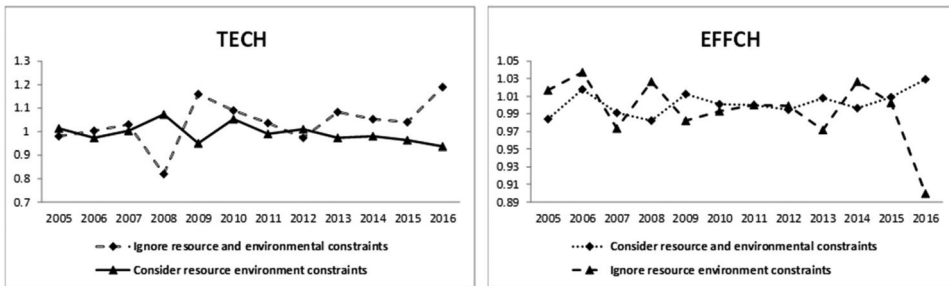 TECH
1.3
1.2
1.1
1
0.9
0.8
0.7
2005 2006 2007 2008 2009 2010 2011 2012 2013 2014 2015 2016
Ignore resource and environmental constraints
Consider resource environment constraints
EFFCH
1.05
1.03
1.01
0.99
0.97
0.95
0.93
0.91
0.89
2005 2006 2007 2008 2009 2010 2011 2012 2013 2014 2015 2016
Consider resource and environmental constraints
Ignore resource environment constraints